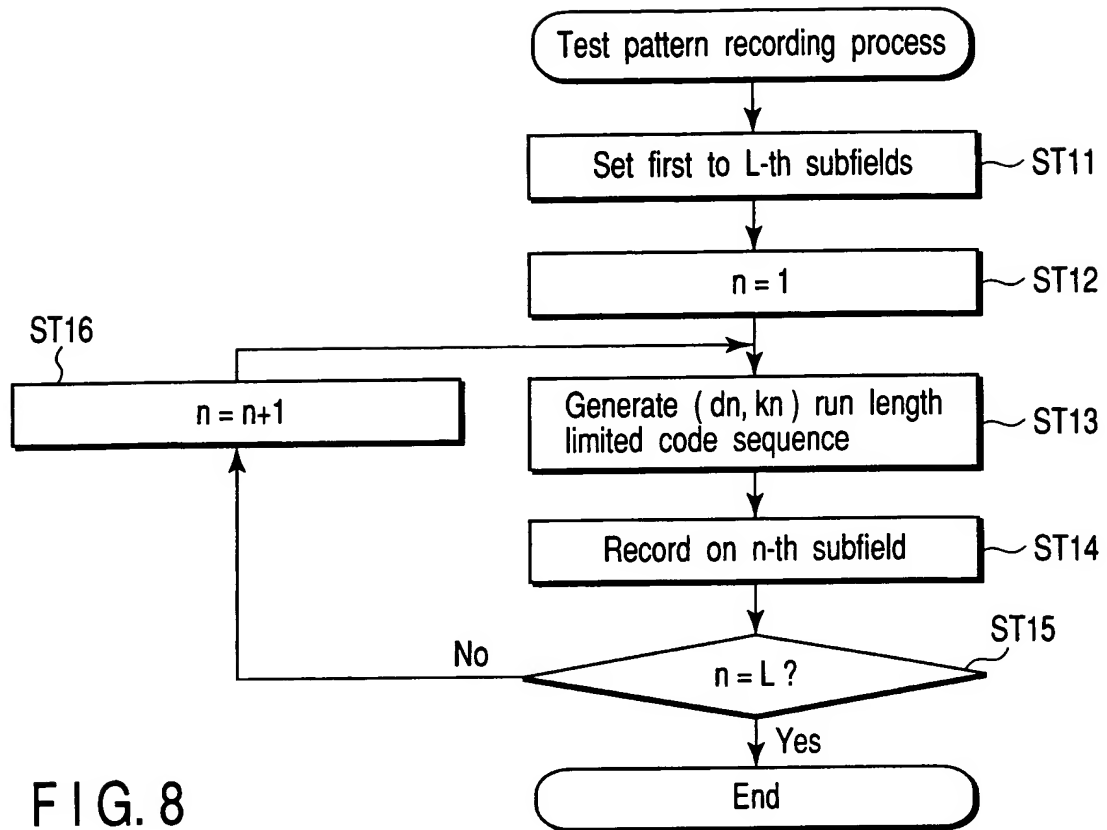 Test pattern recording process
Set first to L-th subfields
ST11
n = 1
ST12
ST16
n = n+1
Generate (dn, kn) run length
limited code sequence
ST13
Record on n-th subfield
ST14
ST15
n = L ?
No
Yes
End
FIG. 8